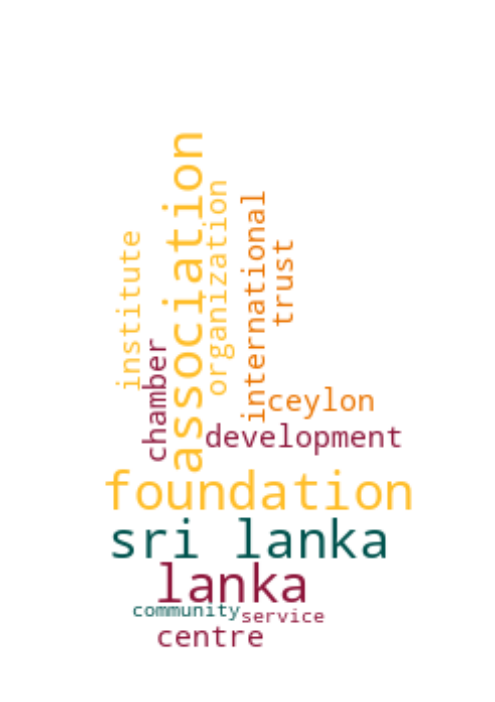 association
organization
international
institute
trust
chamber
ceylon
development
foundation
sri lanka
lanka
community
service
centre